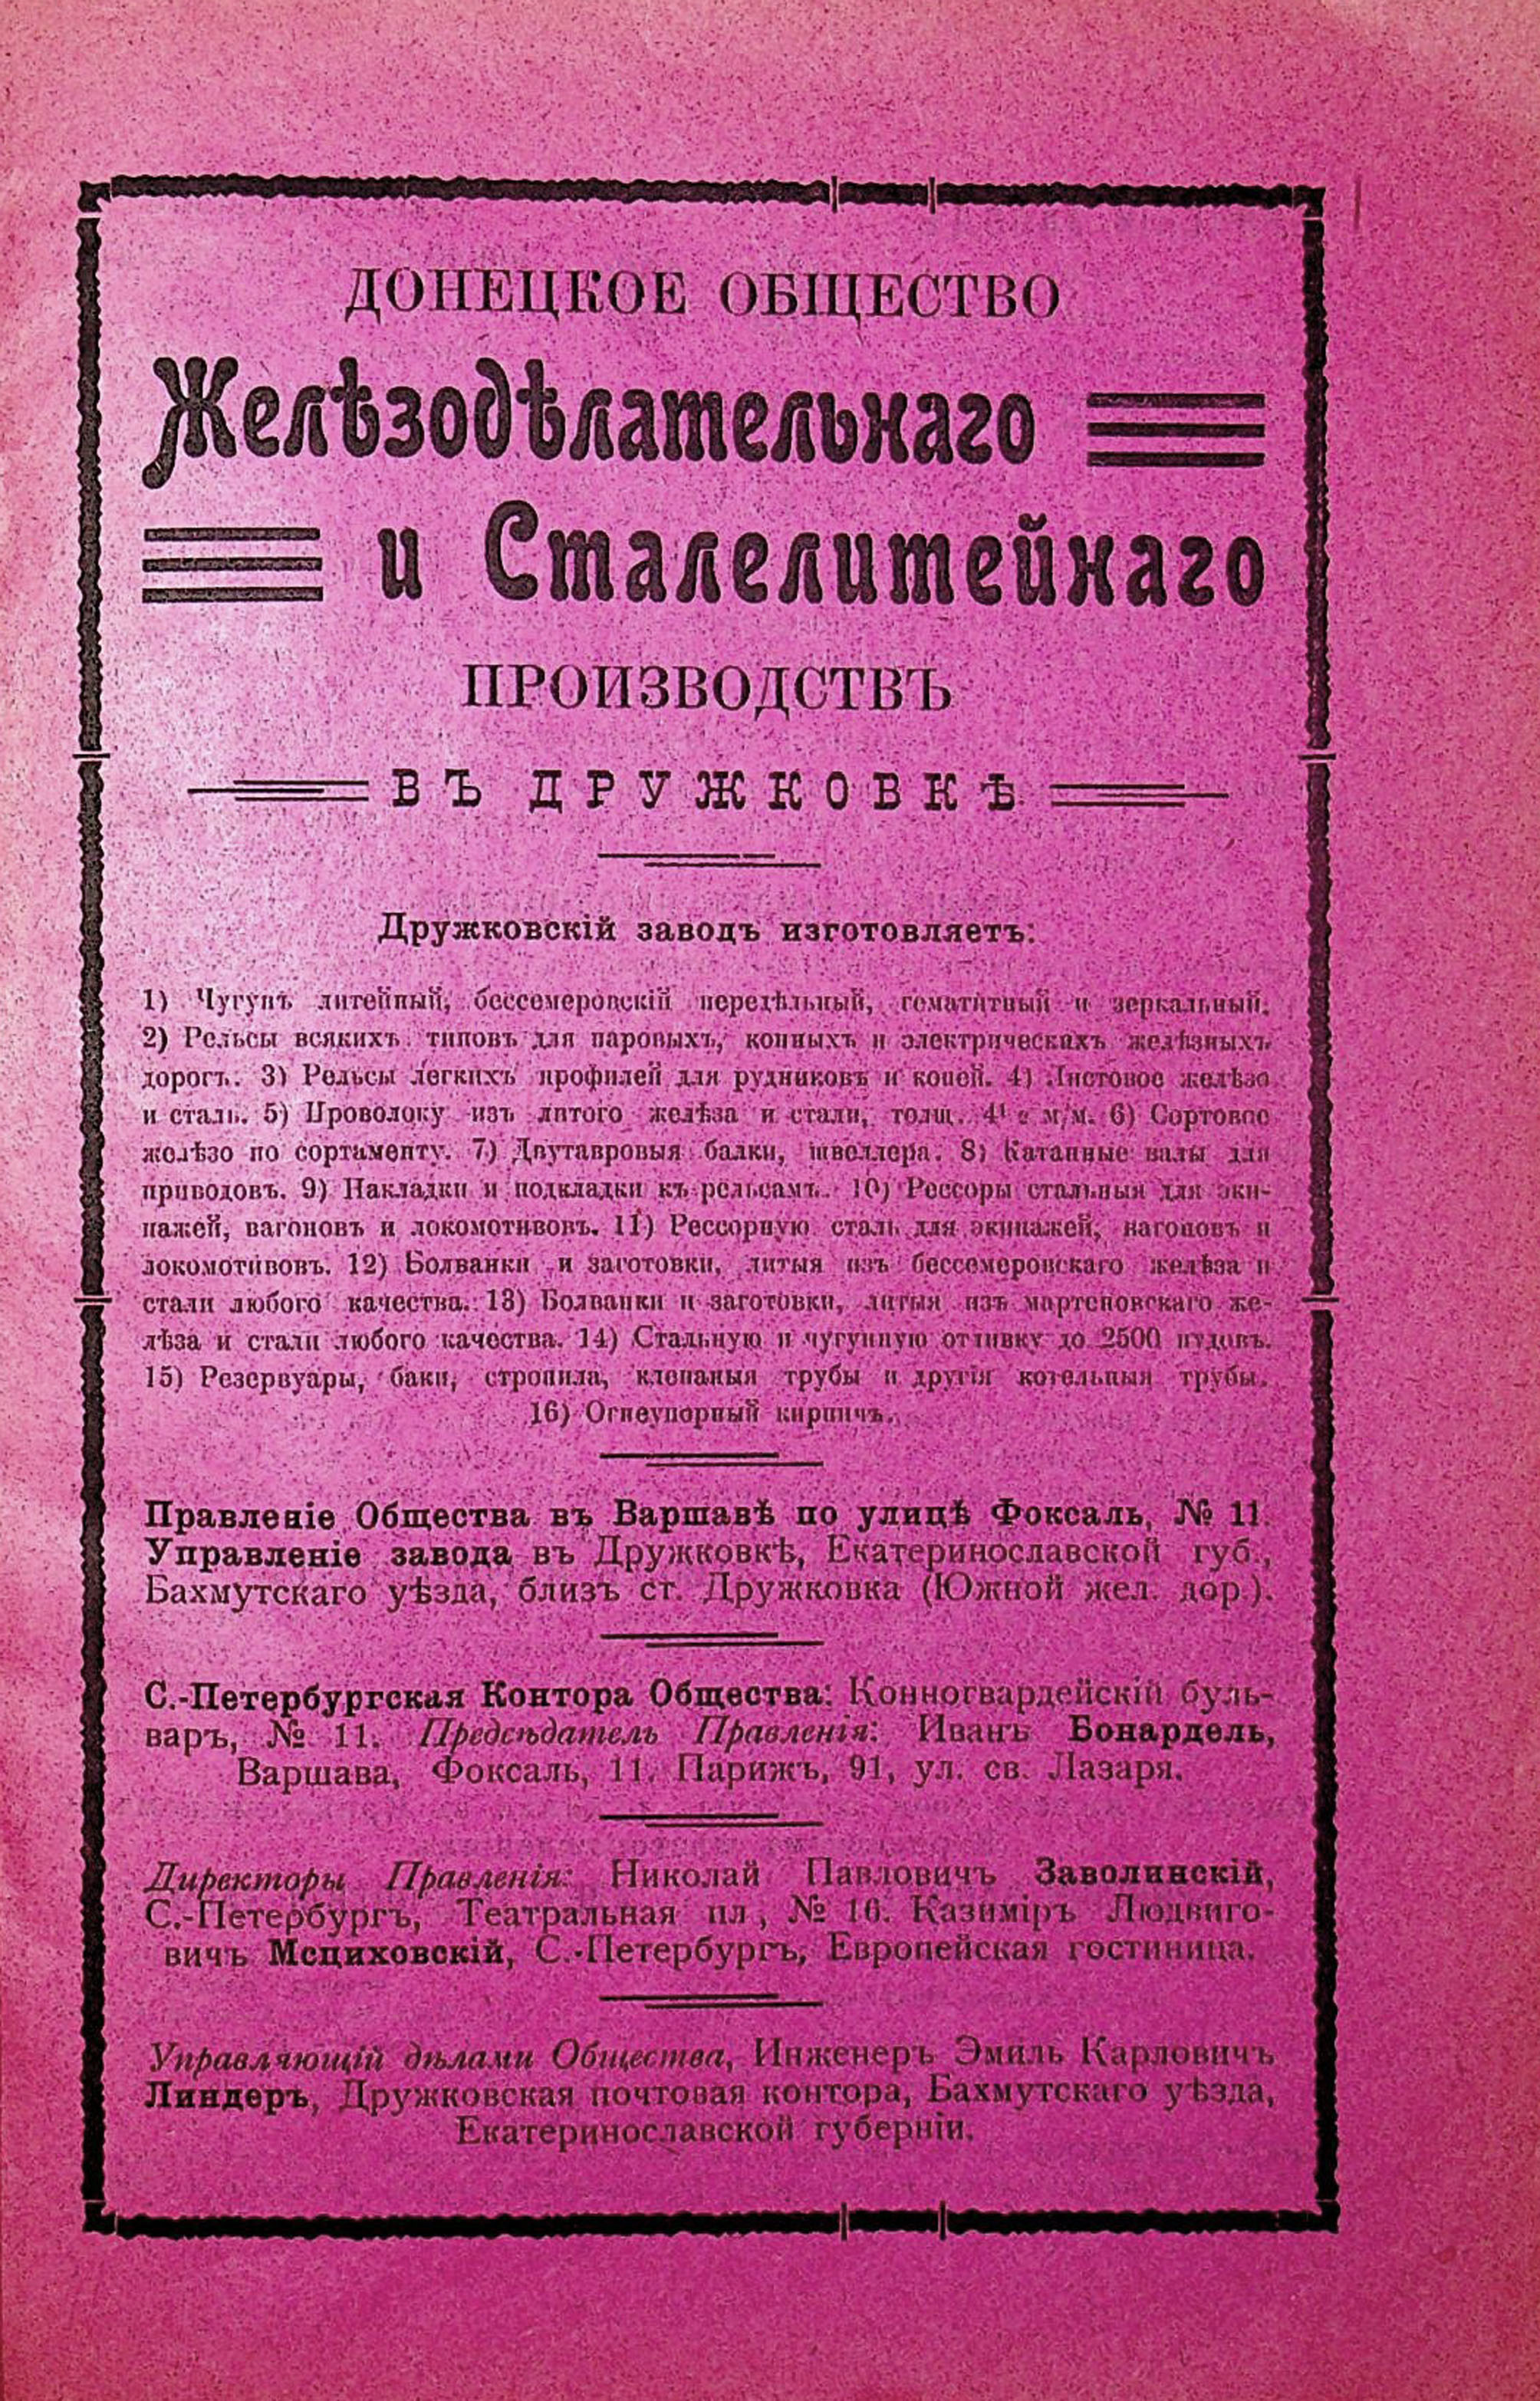 ДОНЕЦКОЕ ОБЩЕСТВО
Желѣзодѣлательнаго
и Сталелитейнаго
ПРОИЗВОДСТВЪ
ВЪ ДРУЖКОВКѢ
Дружковскій заводъ изготовляетъ:
1) Чугунъ литейный, бессемеровскій передѣльный, гематитный и зеркальный.
2) Рельсы всякихъ типовъ для паровыхъ, конныхъ и электрическихъ желѣзныхъ
дорогъ. 3) Рельсы легкихъ профилей для рудниковъ и копей. 4) Листовое желѣзо
и сталь. 5) Проволоку изъ литого желѣза и стали, толщ. м/м. 6) Сортовое
желѣзо по сортаменту. 7) Двутавровыя балки, швеллера. 8) Катанные валы для
приводовъ. 9) Накладки и подкладки къ рельсамъ. 10) Рессоры стальныя для эки-
пажей, вагоновъ и локомотивовъ. 11) Рессорную сталь для экипажей, вагоновъ и
локомотивовъ. 12) Болванки и заготовки, литыя изъ бессемеровскаго желѣза и
стали любого качества. 13) Болванки и заготовки, литыя изъ мартеновскаго же-
лѣза и стали любого качества. 14) Стальную и чугунную отливку до 2500 пудовъ.
15) Резервуары, баки, стропила, клепаныя трубы и другія котельныя трубы.
16) Огнеупорный кирпичъ.
Правленіе Общества въ Варшавѣ по улицѣ Фоксаль, № 11.
Управленіе завода въ Дружковкѣ, Екатеринославской губ.,
Бахмутскаго уѣзда, близъ ст. Дружковка (Южной жел. дор.).
С.-Петербургская Контора Общества: Конногвардейскій буль-
варъ, № 11. Предсѣдатель Правленія: Иванъ Бонардель,
Варшава, Фоксаль, 11. Парижъ, 91, ул. св. Лазаря.
Директоры Правленія: Николай Павловичъ Заволинскій,
С.-Петербургъ, Театральная пл, № 16. Казиміръ Людвиго-
вичъ Мсциховскій, С.-Петербургъ, Европейская гостиница.
Управляющій дѣлами Общества, Инженеръ Эмиль Карловичъ
Линдеръ, Дружковская почтовая контора, Бахмутскаго уѣзда,
Екатеринославской губерніи.